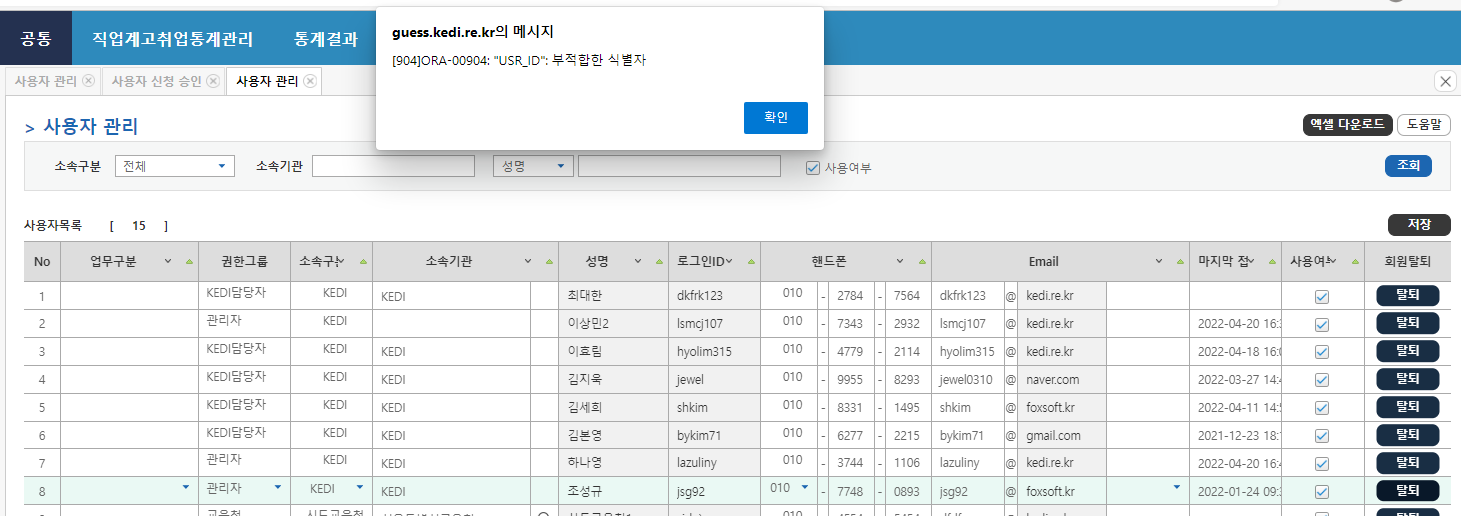 guess.kedi.re.kr의 메시지
[904]ORA-00904: "USR_ID": 부적합한 식별자
확인
공통 직업계고취업통계관리 통계결과
사용자 관리 사용자 신청 승인 사용자 관리
> 사용자 관리 엑셀 다운로드 도움말
소속구분 전체 소속기관 성명 사용여부 조회
사용자목록 [ 15 ] 저장
No 업무구분 권한그룹 소속구분 소속기관 성명 로그인ID 핸드폰 Email 마지막 접 사용여부 회원탈퇴
1 KEDI담당자 KEDI KEDI 최대한 dkfrk123 010 - 2784 - 7564 dkfrk123 @ kedi.re.kr 탈퇴
2 관리자 KEDI 이상민2 lsmcj107 010 - 7343 - 2932 lsmcj107 @ kedi.re.kr 2022-04-20 16: 탈퇴
3 KEDI담당자 KEDI KEDI 이효림 hyolim315 010 - 4779 - 2114 hyolim315 @ kedi.re.kr 2022-04-18 16:0 탈퇴
4 KEDI담당자 KEDI KEDI 김지욱 jewel 010 - 9955 - 8293 jewel0310 @ naver.com 2022-03-27 14:4 탈퇴
5 KEDI담당자 KEDI KEDI 김세희 shkim 010 - 8331 - 1495 shkim @ foxsoft.kr 2022-04-11 14:5 탈퇴
6 KEDI담당자 KEDI KEDI 김본영 bykim71 010 - 6277 - 2215 bykim71 @ gmail.com 2021-12-23 18: 탈퇴
7 관리자 KEDI KEDI 하나영 lazuliny 010 - 3744 - 1106 lazuliny @ kedi.re.kr 2022-04-20 16:4 탈퇴
8 관리자 KEDI KEDI 조성규 jsg92 010 - 7748 - 0893 jsg92 @ foxsoft.kr 2022-01-24 09: 탈퇴